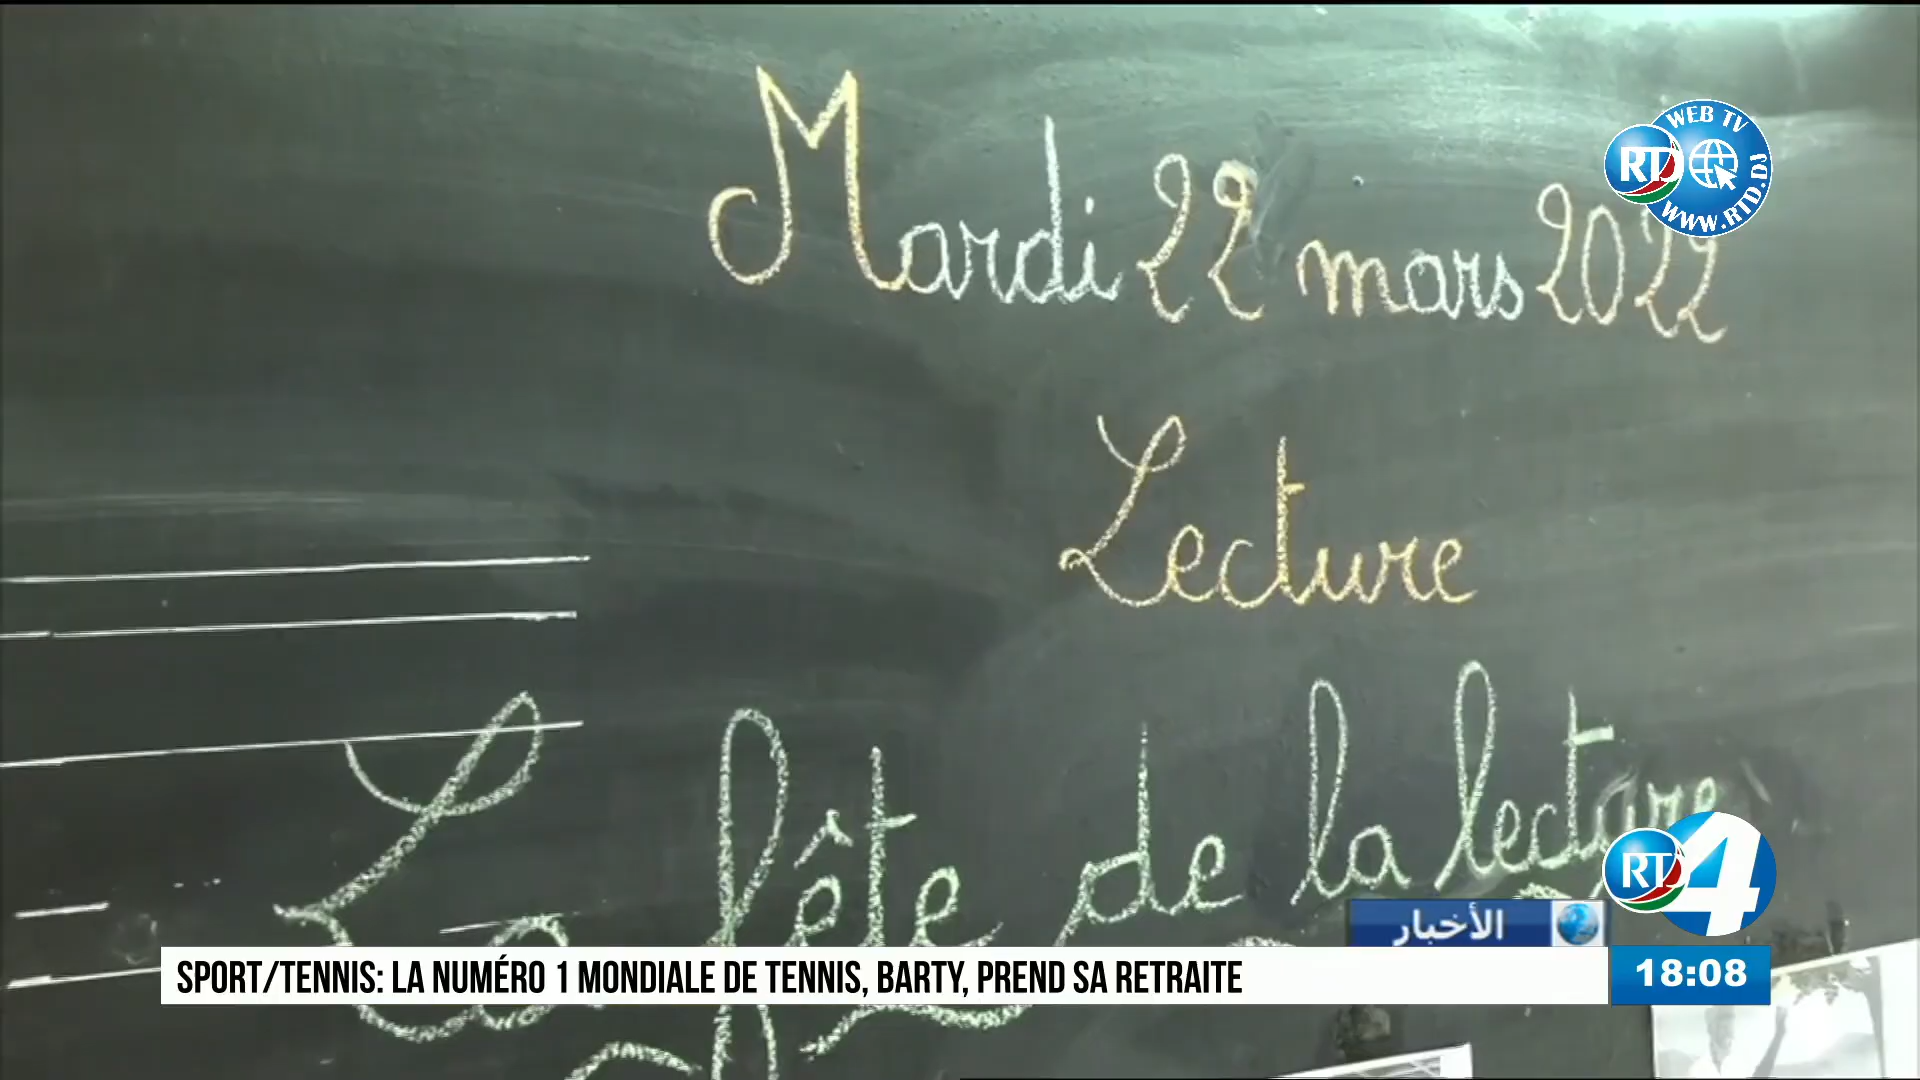 Mardi 22 mars 2022
WEB TV
RTD
WWW.RTD.DJ
Lecture
La fête de la lecture
RTD 4
الأخبار
SPORT/TENNIS: LA NUMÉRO 1 MONDIALE DE TENNIS, BARTY, PREND SA RETRAITE
18:08